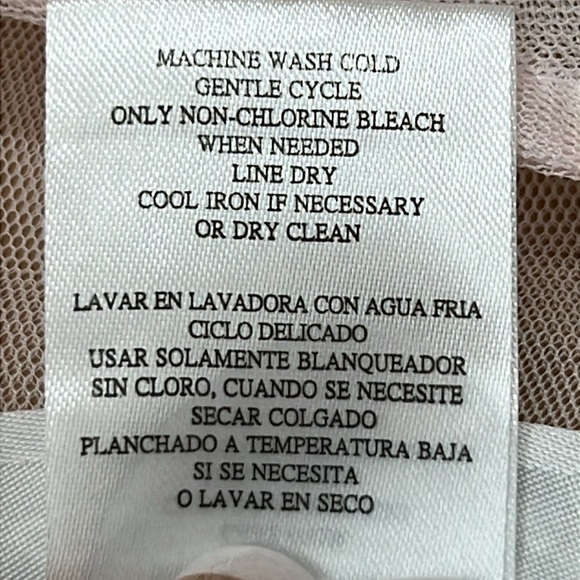 MACHINE WASH COLD
GENTLE CYCLE
ONLY NON-CHLORINE BLEACH
WHEN NEEDED
LINE DRY
COOL IRON IF NECESSARY
OR DRY CLEAN
LAVAR EN LAVADORA CON AGUA FRIA
CICLO DELICADO
USAR SOLAMENTE BLANQUEADOR
SIN CLORO, CUANDO SE NECESITE
SECAR COLGADO
PLANCHADO A TEMPERATURA BAJA
SI SE NECESITA
O LAVAR EN SECO